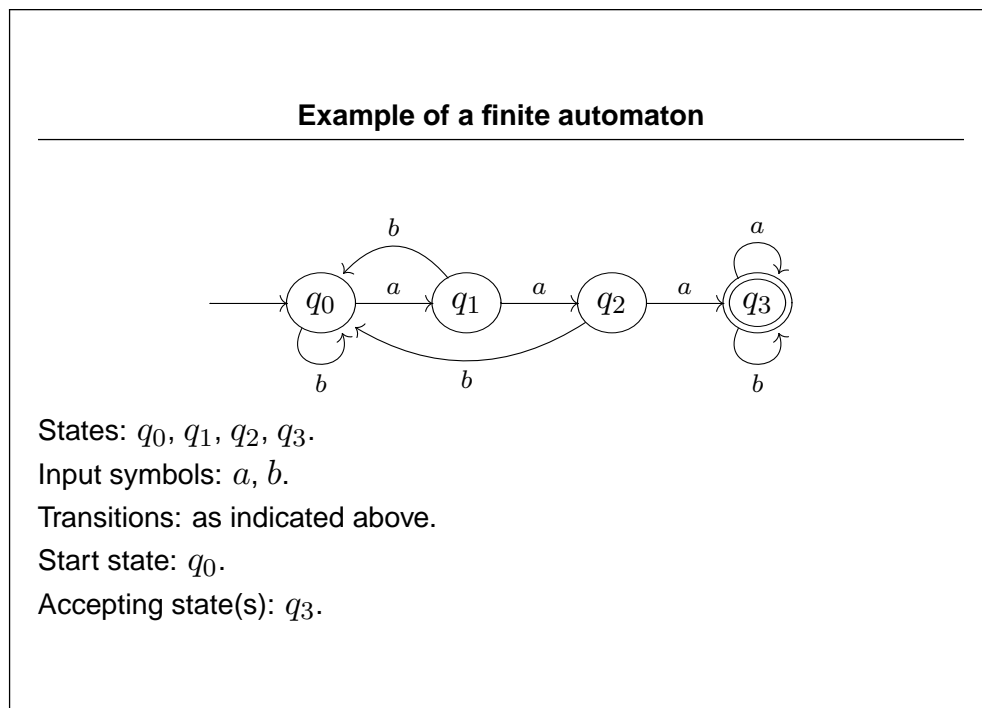 Example of a finite automaton
b
a
q0 a q1 a q2 a q3
b b b
States: q0, q1, q2, q3.
Input symbols: a, b.
Transitions: as indicated above.
Start state: q0.
Accepting state(s): q3.